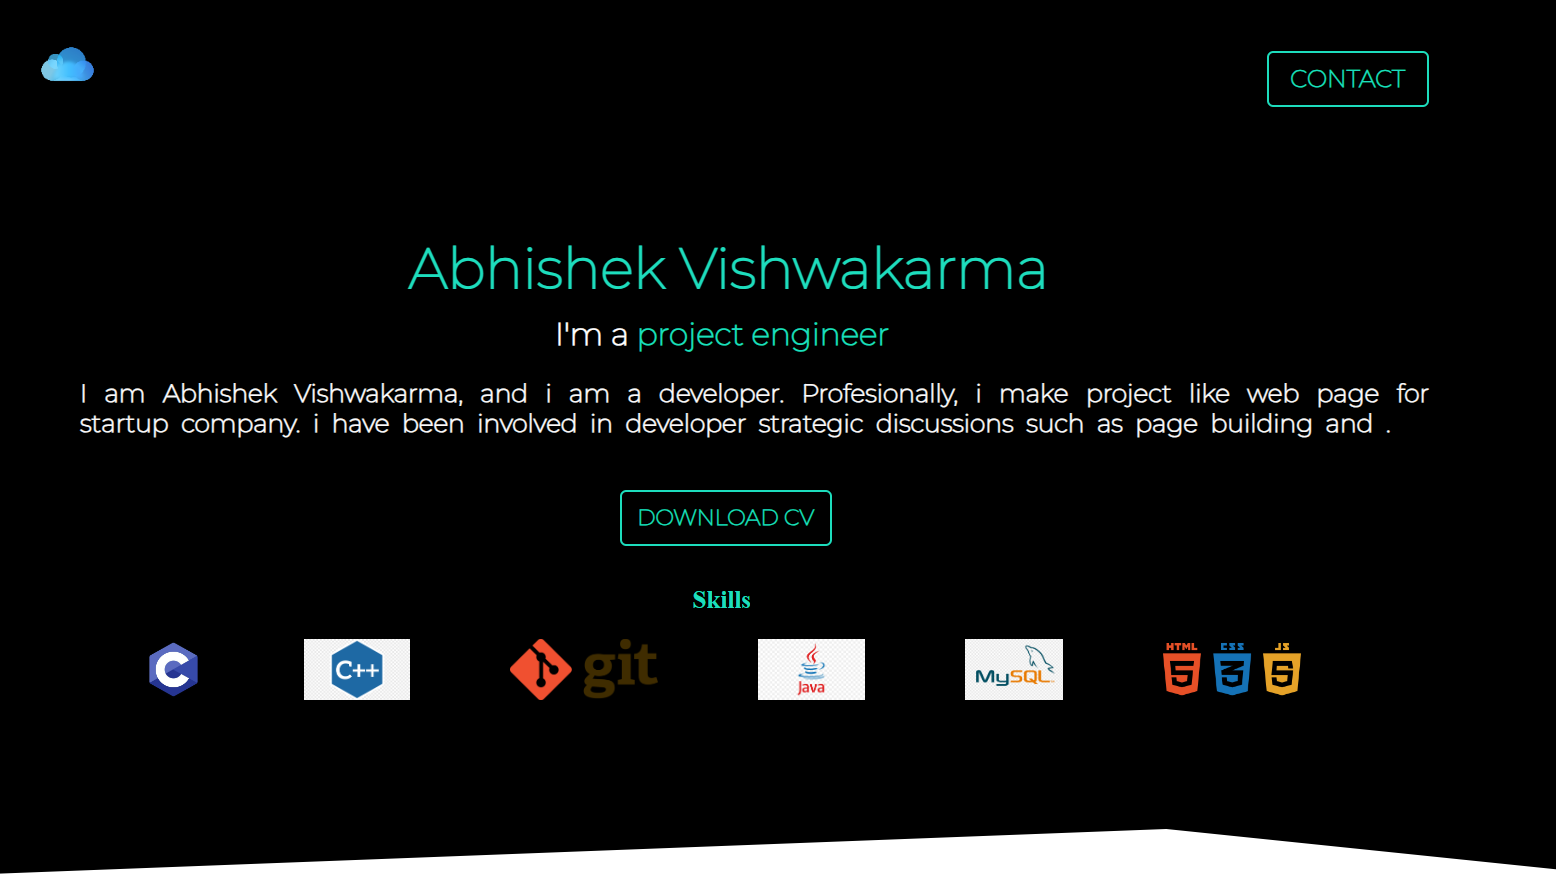 CONTACT
Abhishek Vishwakarma
I'm a project engineer
I am Abhishek Vishwakarma, and i am a developer. Profesionally, i make project like web page for
startup company. i have been involved in developer strategic discussions such as page building and .
DOWNLOAD CV
Skills
C
C++
git
Java
MySQL
HTML CSS JS
5 3 5